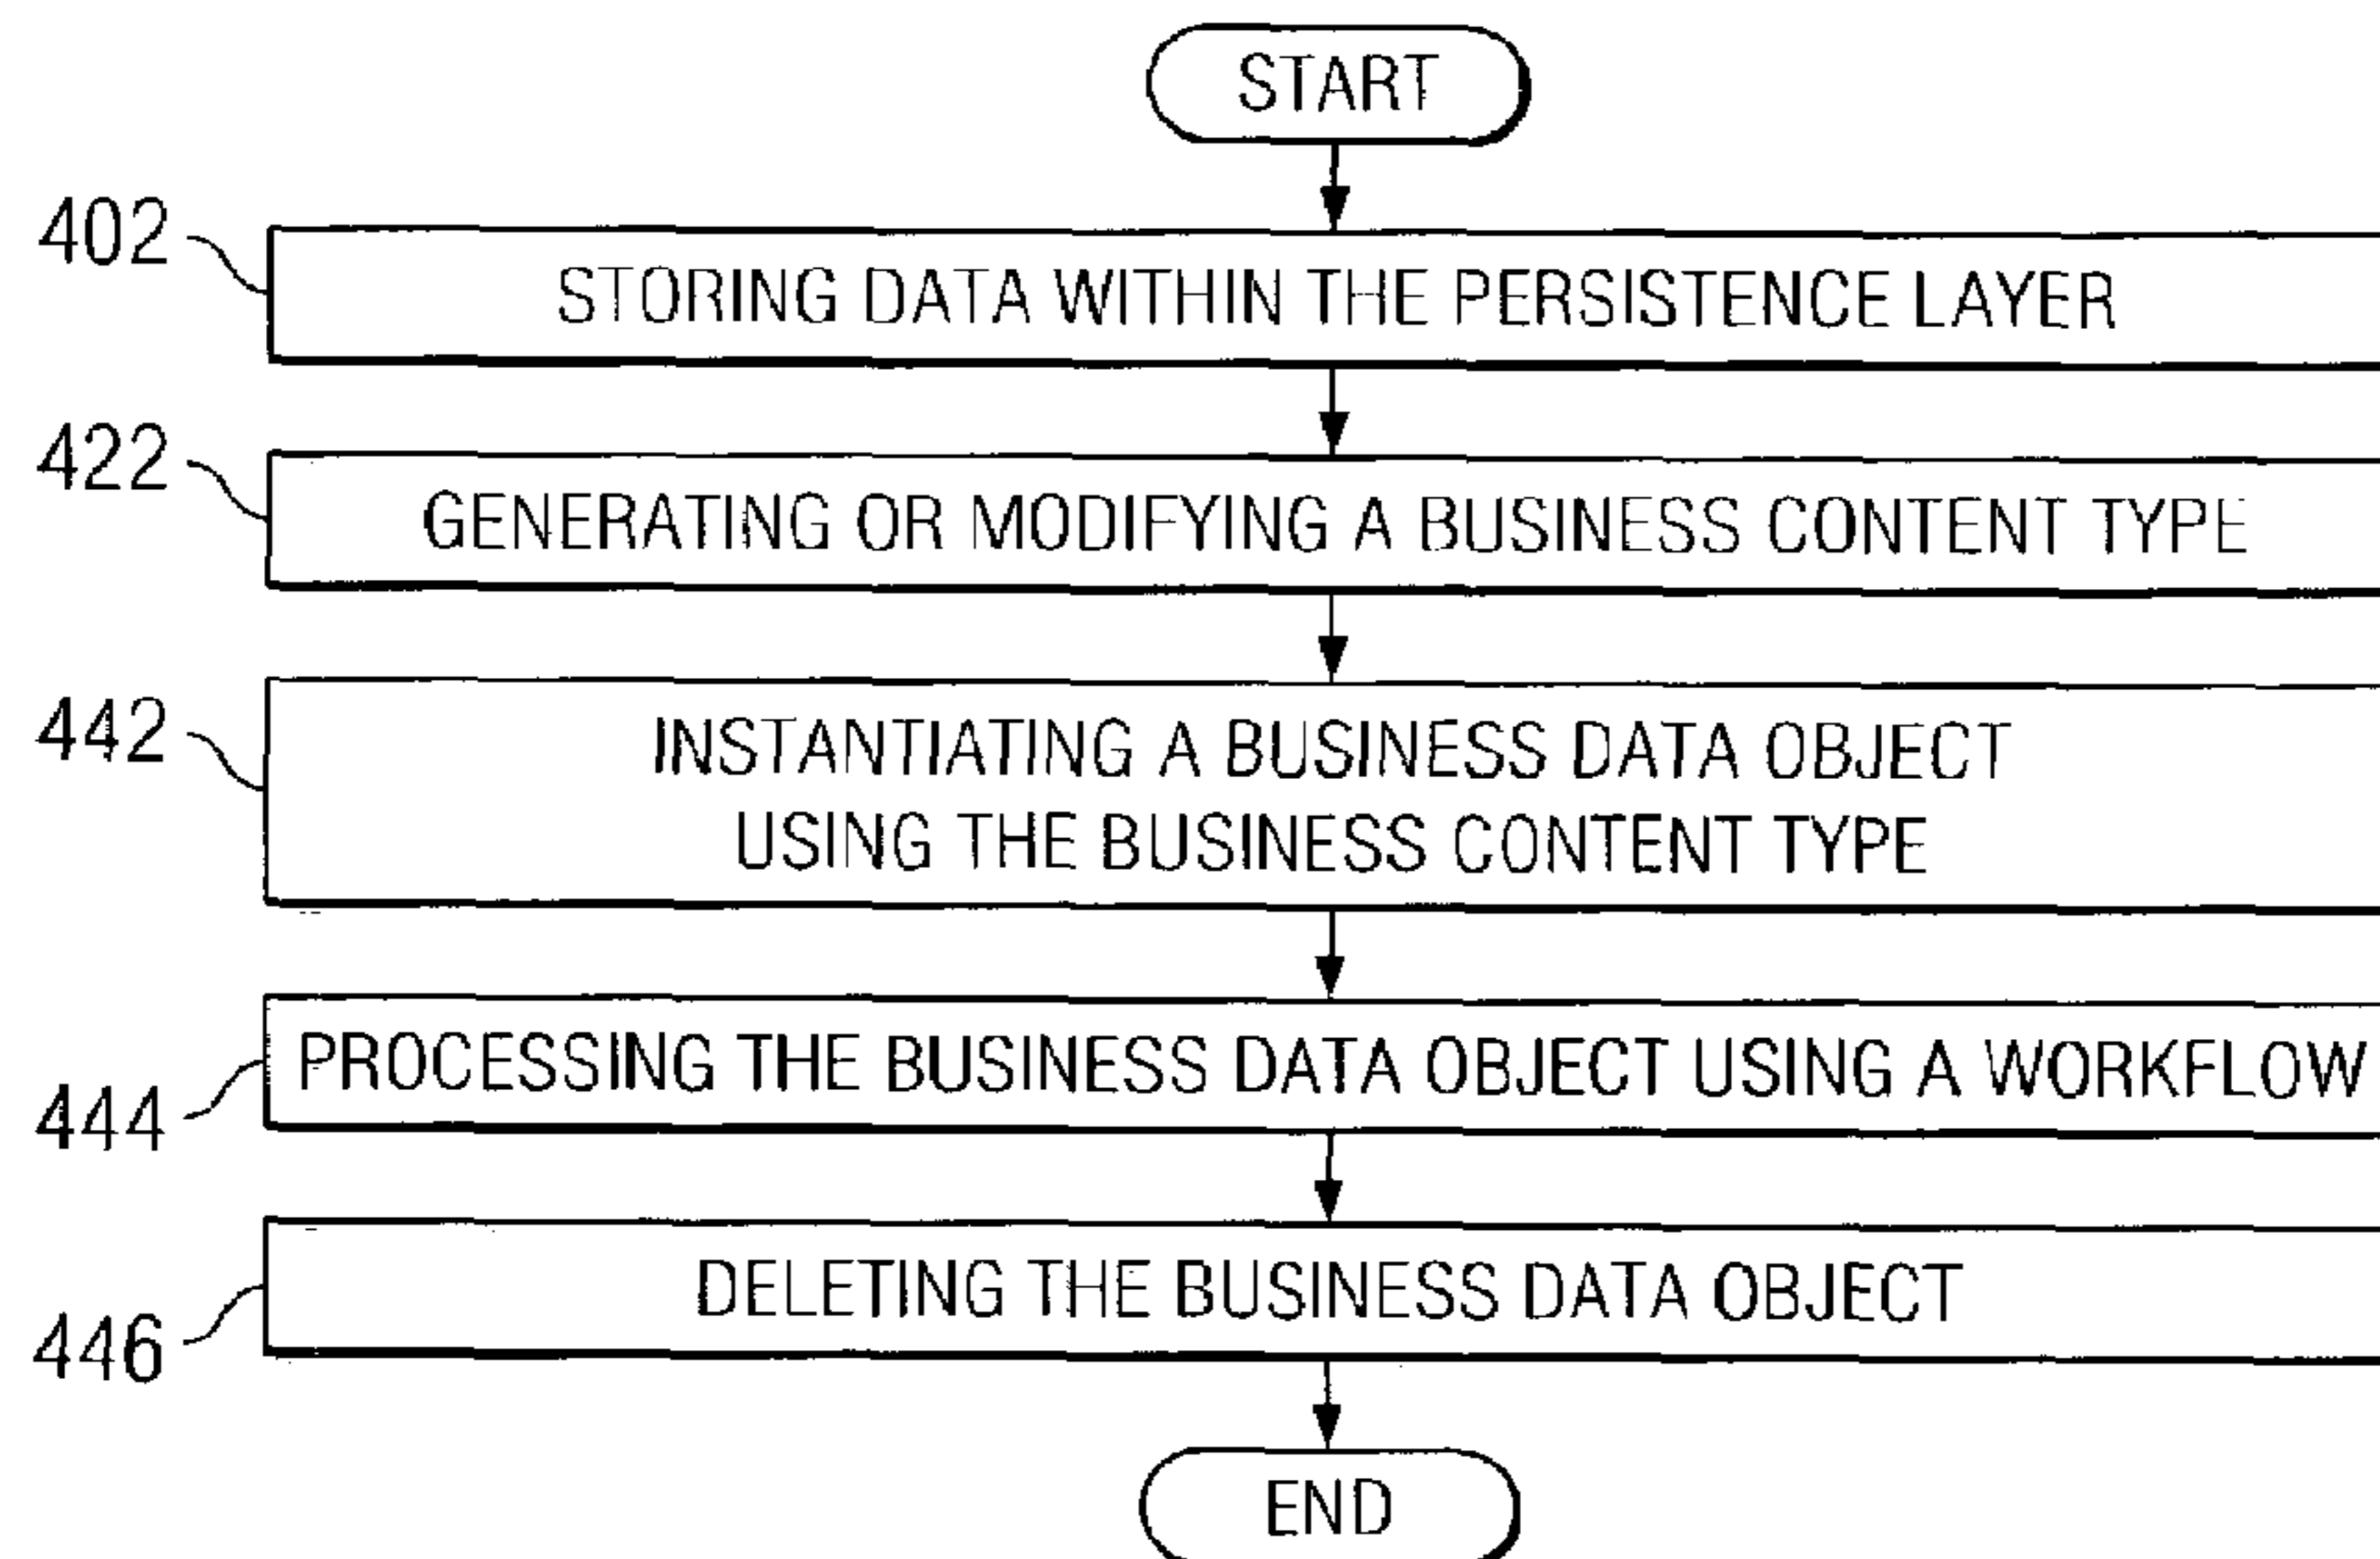 START
402
STORING DATA WITHIN THE PERSISTENCE LAYER
422
GENERATING OR MODIFYING A BUSINESS CONTENT TYPE
442
INSTANTIATING A BUSINESS DATA OBJECT
USING THE BUSINESS CONTENT TYPE
444
PROCESSING THE BUSINESS DATA OBJECT USING A WORKFLOW
446
DELETING THE BUSINESS DATA OBJECT
END